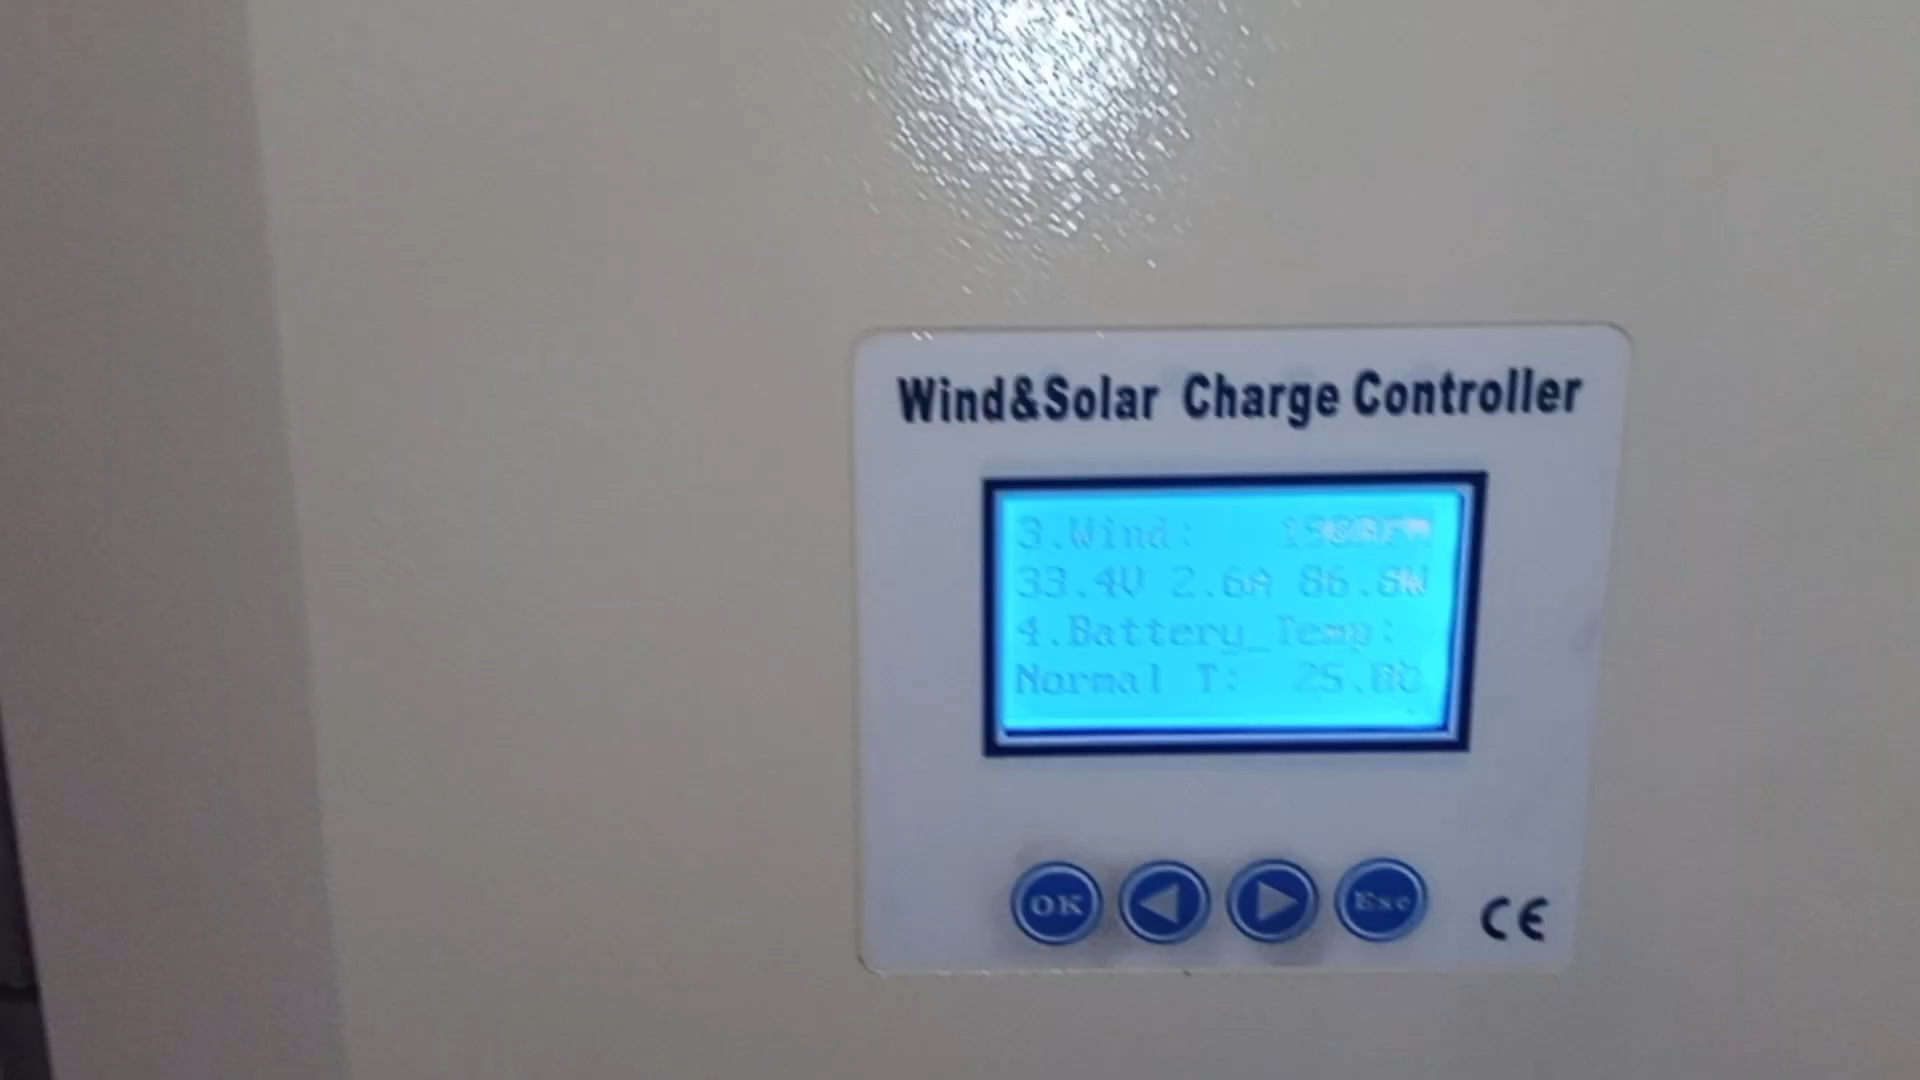 Wind&Solar Charge Controller
3.Wind:
33.4V 2.6A 86.8W
4.Battery_Temp:
Normal T: 25.0C
OK
Esc
CE